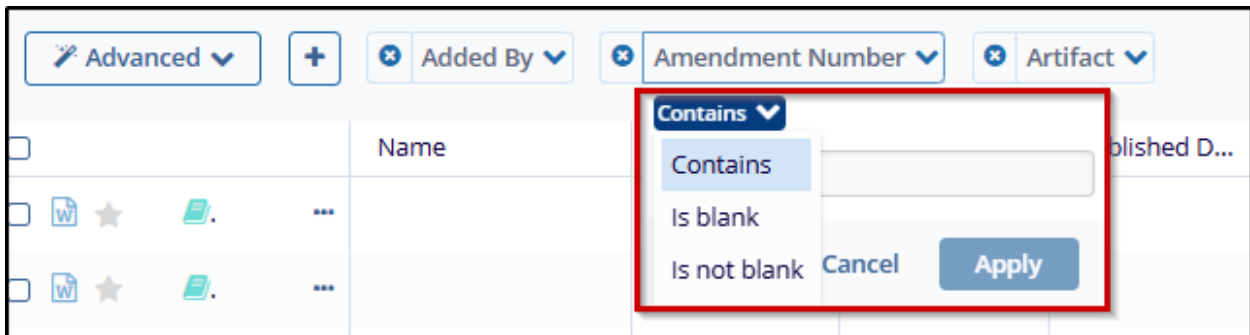 Advanced
+
Added By
Amendment Number
Artifact
Contains
Name
blished D...
Contains
Is blank
Is not blank
Cancel
Apply